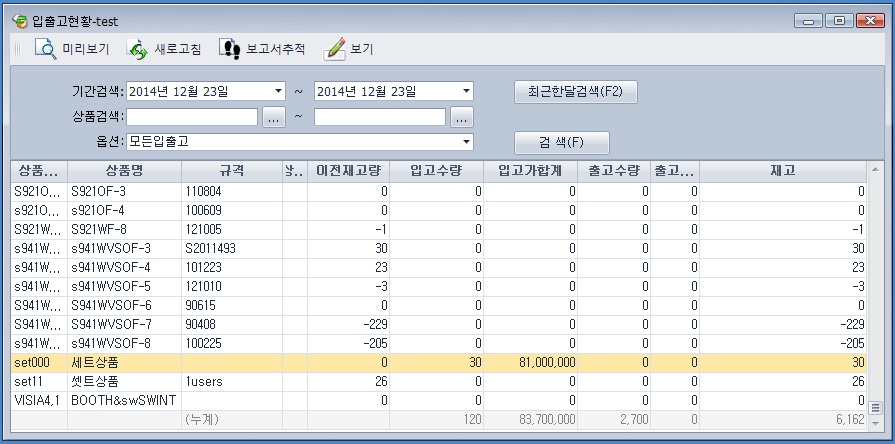 입출고현황-test
미리보기 새로고침 보고서추적 보기
기간검색: 2014년 12월 23일 ~ 2014년 12월 23일 최근한달검색(F2)
상품검색: ... ~ ...
옵션: 모든입출고 검 색(F)
상품... 상품명 규격 상.. 이전재고량 입고수량 입고가합계 출고수량 출고... 재고
S921O... S921OF-3 110804 0 0 0 0 0 0
s921O... s921OF-4 100609 0 0 0 0 0 0
S921W... S921WF-8 121005 -1 0 0 0 0 -1
s941W... s941WVSOF-3 S2011493 30 0 0 0 0 30
s941W... s941WVSOF-4 101223 23 0 0 0 0 23
s941W... s941WVSOF-5 121010 -3 0 0 0 0 -3
S941W... S941WVSOF-6 90615 0 0 0 0 0 0
S941W... S941WVSOF-7 90408 -229 0 0 0 0 -229
s941W... s941WVSOF-8 100225 -205 0 0 0 0 -205
set000 세트상품 0 30 81,000,000 0 0 30
set11 셋트상품 1users 26 0 0 0 0 26
VISIA4,1 BOOTH&swSWINT 0 0 0 0 0 0
(누계) 120 83,700,000 2,700 0 6,162